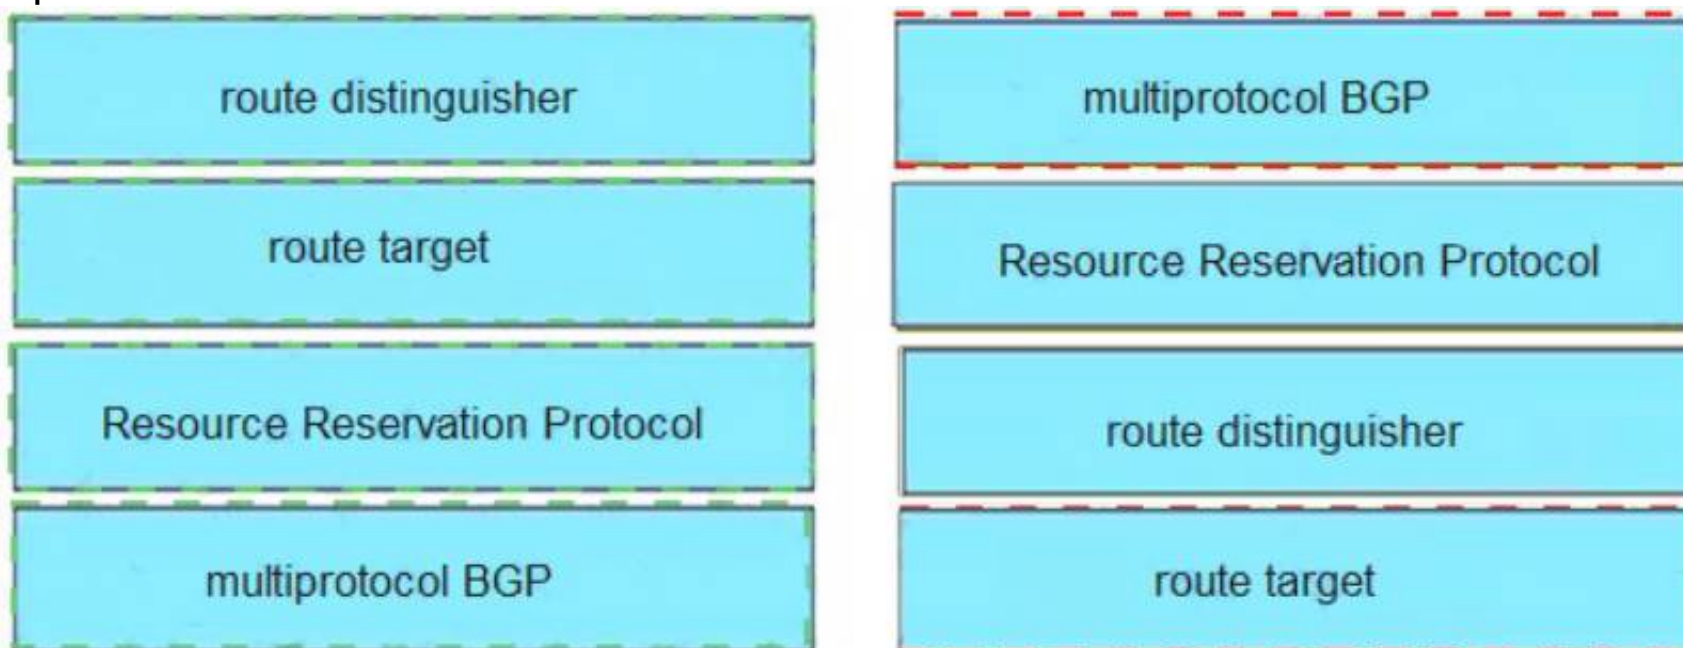 route distinguisher
route target
Resource Reservation Protocol
multiprotocol BGP
multiprotocol BGP
Resource Reservation Protocol
route distinguisher
route target